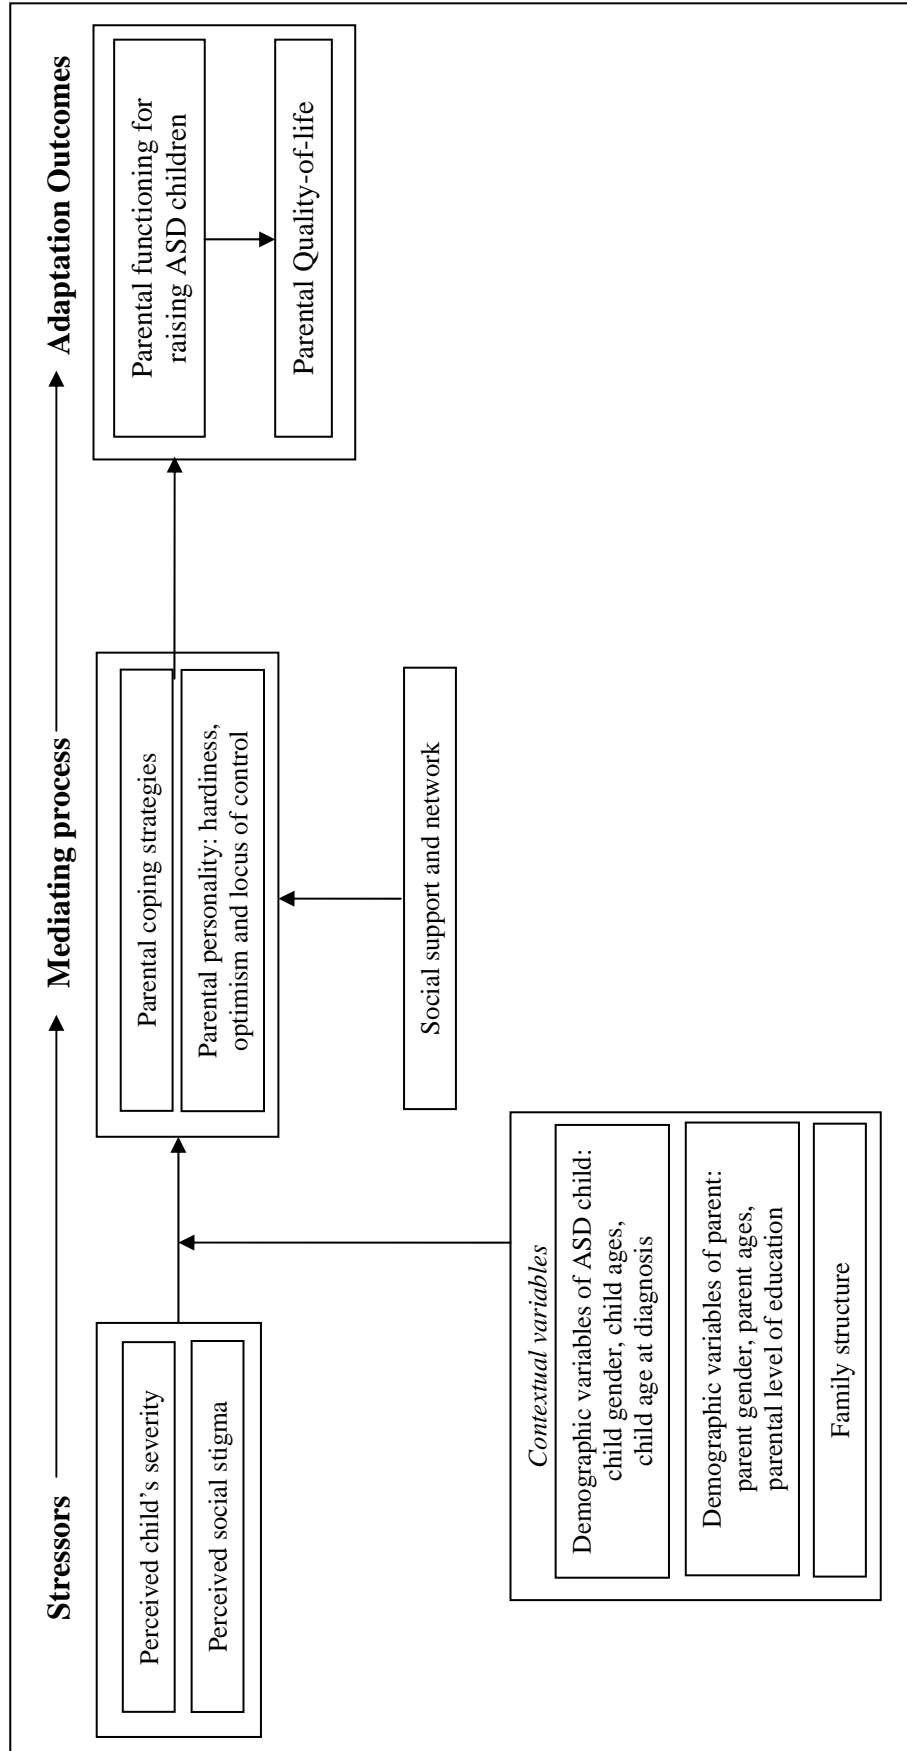 Stressors
Mediating process
Adaptation Outcomes
Perceived child’s severity
Perceived social stigma
Parental coping strategies
Parental personality: hardiness,
optimism and locus of control
Parental functioning for
raising ASD children
Parental Quality-of-life
Social support and network
Contextual variables
Demographic variables of ASD child:
child gender, child ages,
child age at diagnosis
Demographic variables of parent:
parent gender, parent ages,
parental level of education
Family structure